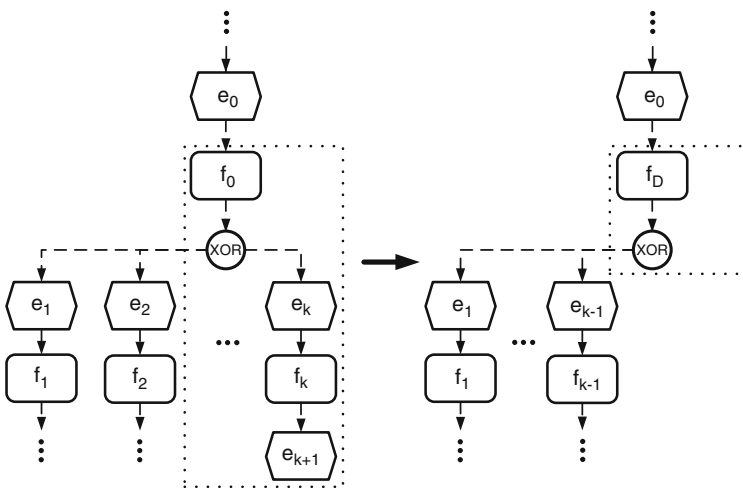 e0 e0
f0 fD
XOR XOR
e1 e2 ek e1 ek-1
... ...
f1 f2 fk f1 fk-1
ek+1